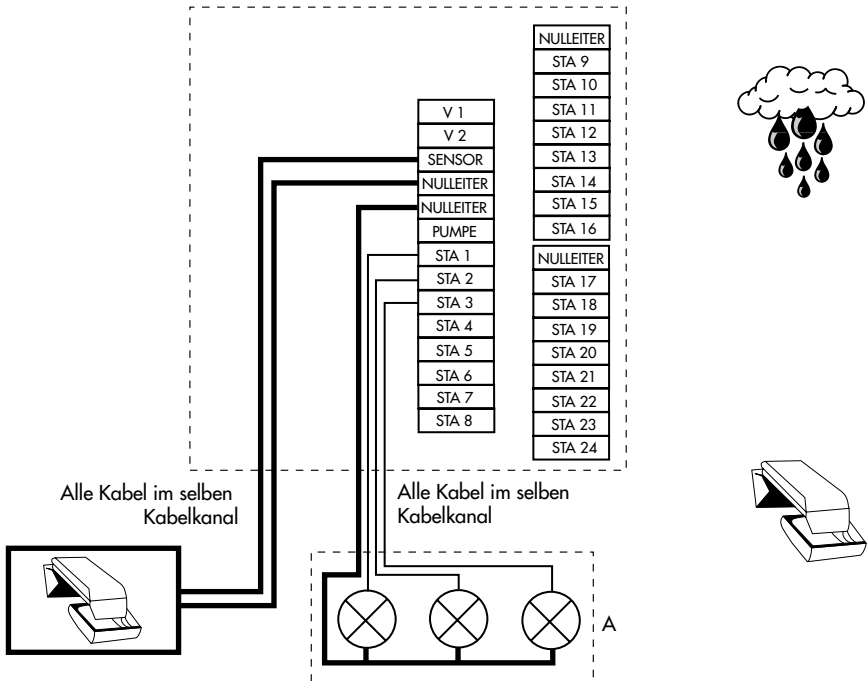 V 1
V 2
SENSOR
NULLEITER
NULLEITER
PUMPE
STA 1
STA 2
STA 3
STA 4
STA 5
STA 6
STA 7
STA 8
NULLEITER
STA 9
STA 10
STA 11
STA 12
STA 13
STA 14
STA 15
STA 16
NULLEITER
STA 17
STA 18
STA 19
STA 20
STA 21
STA 22
STA 23
STA 24
Alle Kabel im selben
Kabelkanal
Alle Kabel im selben
Kabelkanal
A